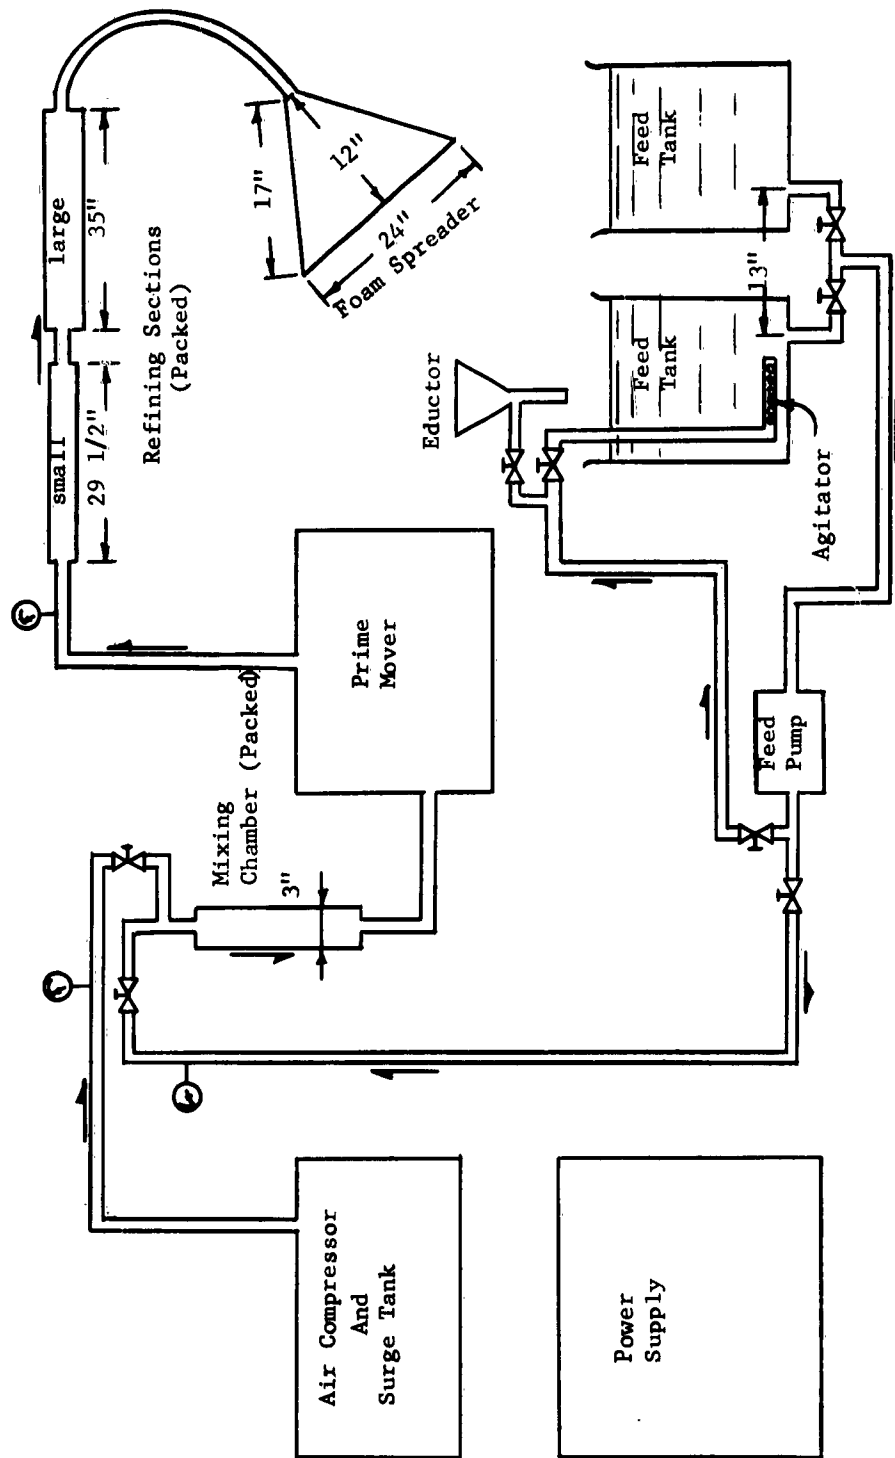 large
35"
small
29 1/2"
Refining Sections
(Packed)
17"
12"
24"
Foam Spreader
Feed
Tank
Feed
Tank
13"
Eductor
Agitator
Prime
Mover
Mixing
Chamber (Packed)
3"
Feed
Pump
Air Compressor
And
Surge Tank
Power
Supply